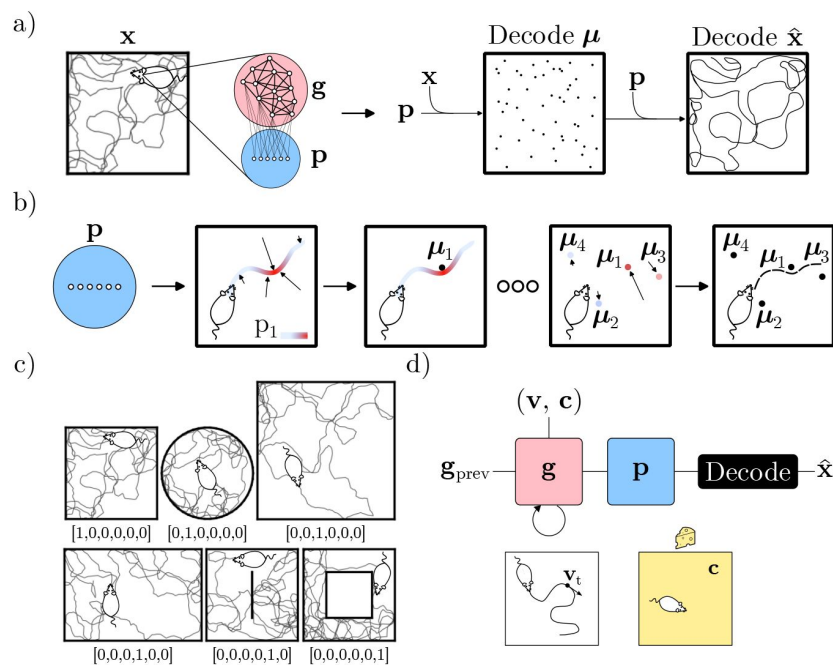 a)
x
g
p
p
x
Decode μ
p
Decode x̂
b)
p
p₁
μ₁
μ₄
μ₁
μ₃
μ₂
μ₄
μ₁
μ₃
μ₂
c)
[1,0,0,0,0,0]
[0,1,0,0,0,0]
[0,0,1,0,0,0]
[0,0,0,1,0,0]
[0,0,0,0,1,0]
[0,0,0,0,0,1]
d)
(v, c)
g_prev
g
p
Decode
x̂
v_t
c